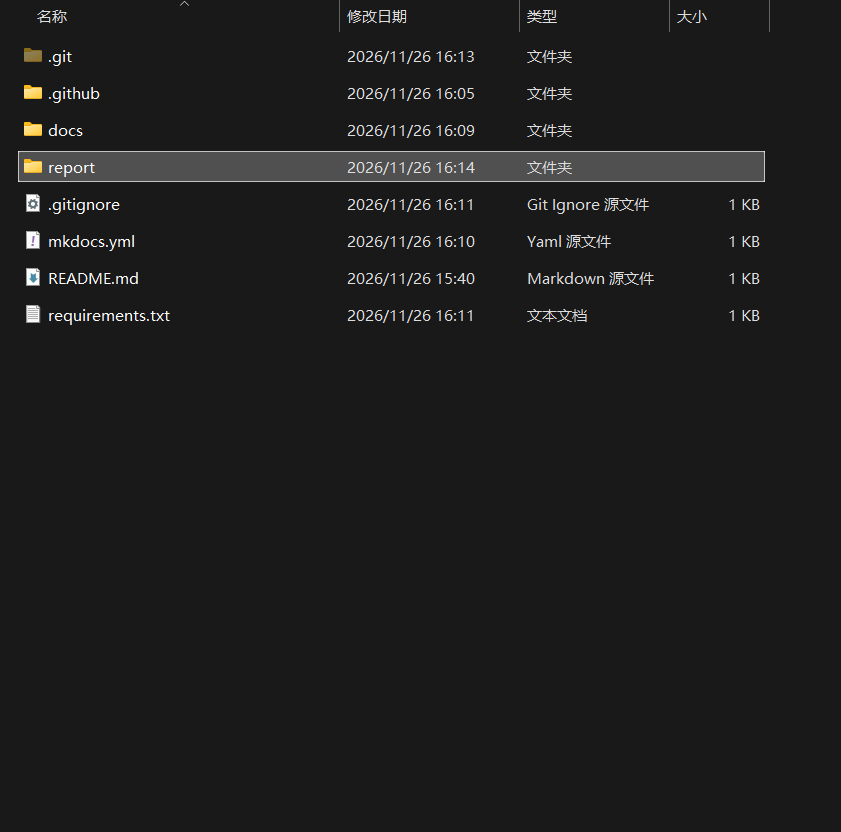 名称 修改日期 类型 大小
.git 2026/11/26 16:13 文件夹
.github 2026/11/26 16:05 文件夹
docs 2026/11/26 16:09 文件夹
report 2026/11/26 16:14 文件夹
.gitignore 2026/11/26 16:11 Git Ignore 源文件 1 KB
mkdocs.yml 2026/11/26 16:10 Yaml 源文件 1 KB
README.md 2026/11/26 15:40 Markdown 源文件 1 KB
requirements.txt 2026/11/26 16:11 文本文档 1 KB